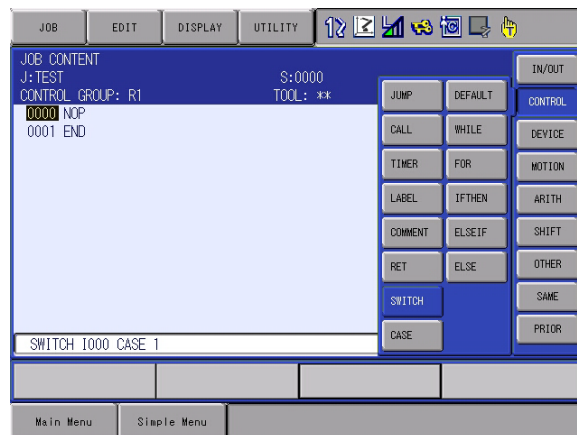 JOB
EDIT
DISPLAY
UTILITY
JOB CONTENT
J:TEST S:0000
CONTROL GROUP: R1 TOOL: **
0000 NOP
0001 END
JUMP DEFAULT
CALL WHILE
TIMER FOR
LABEL IFTHEN
COMMENT ELSEIF
RET ELSE
SWITCH
CASE
IN/OUT
CONTROL
DEVICE
MOTION
ARITH
SHIFT
OTHER
SAME
PRIOR
SWITCH I000 CASE 1
Main Menu
Simple Menu